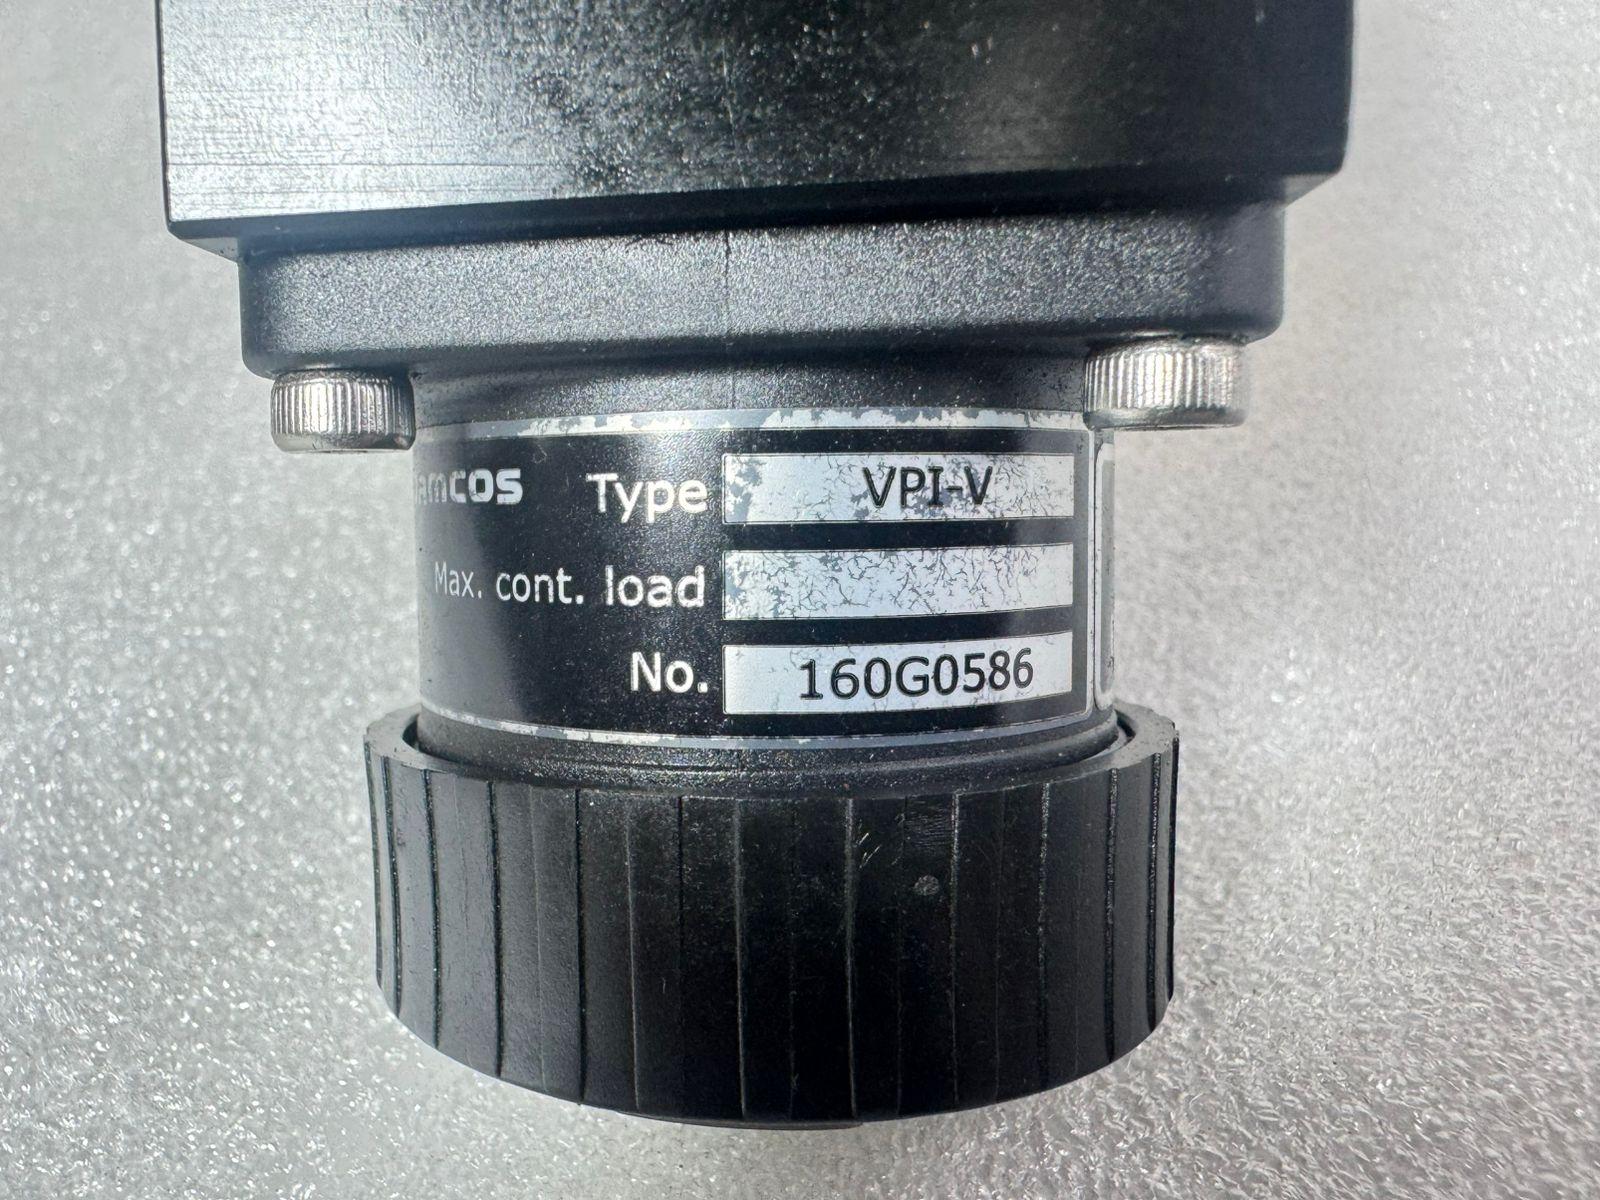 amcos Type VPI-V
Max. cont. load
No. 160G0586